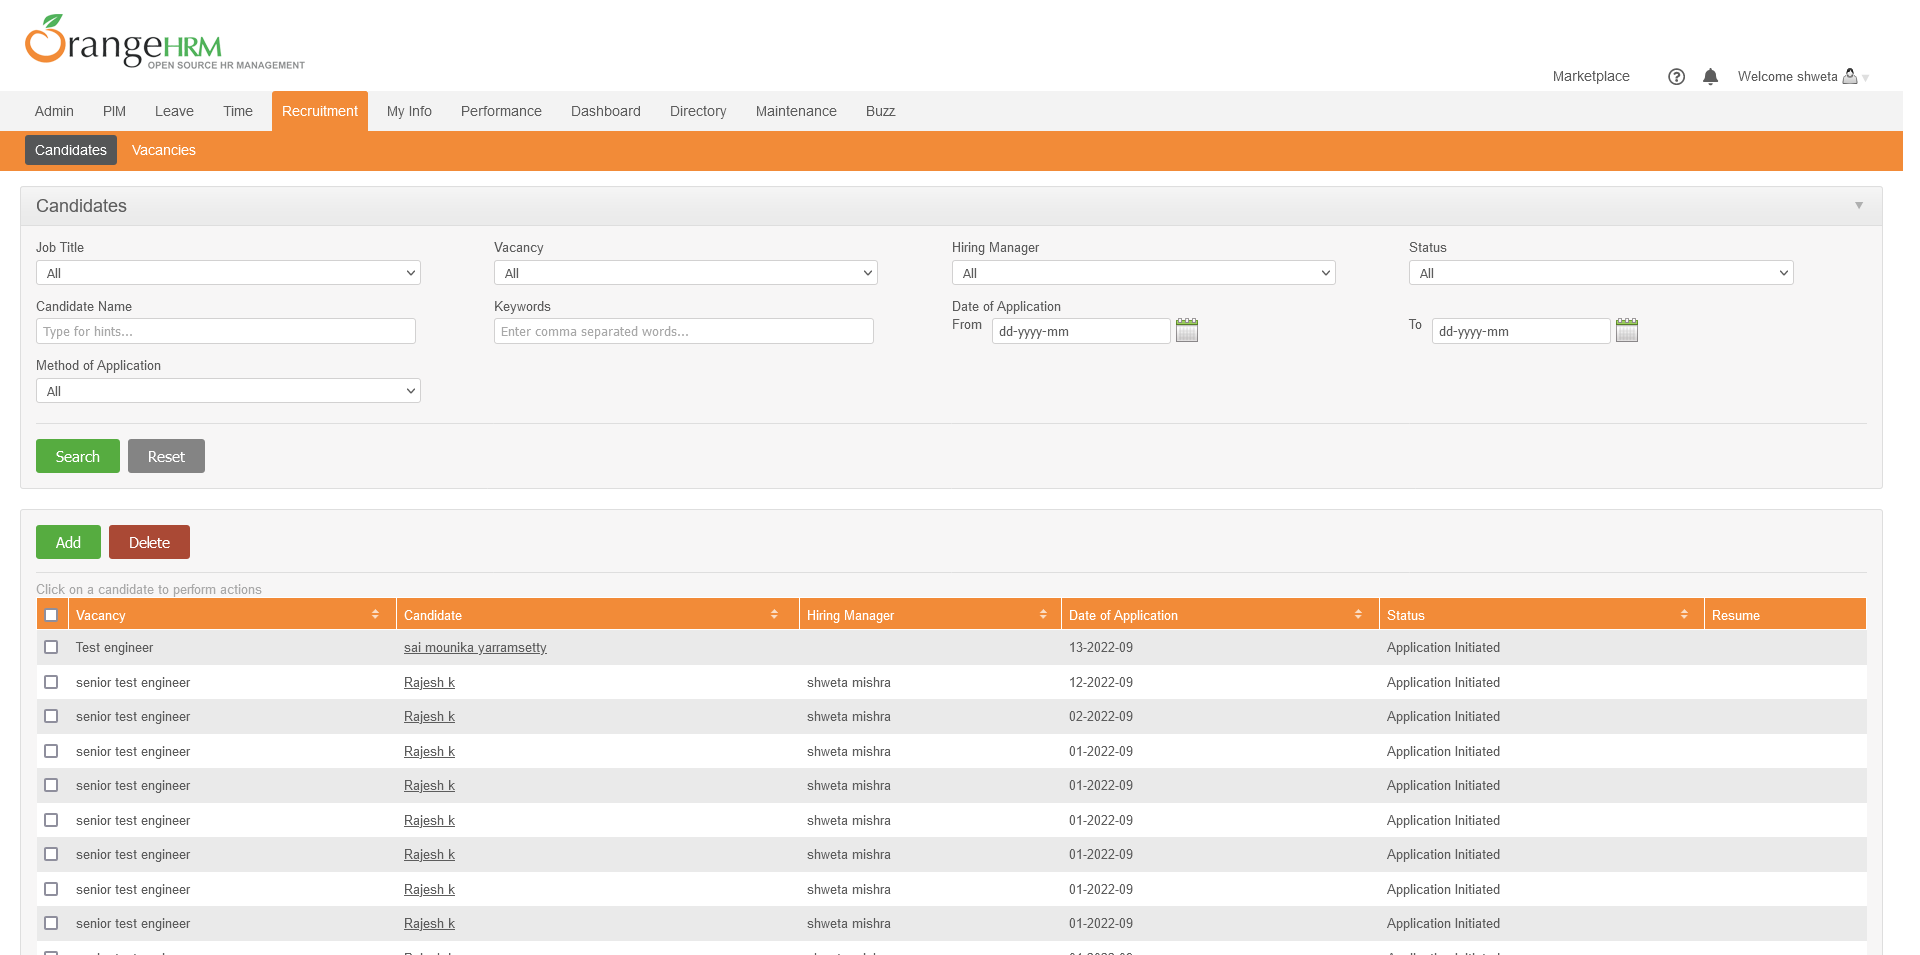 OrangeHRM
OPEN SOURCE HR MANAGEMENT
Marketplace Welcome shweta
Admin PIM Leave Time Recruitment My Info Performance Dashboard Directory Maintenance Buzz
Candidates Vacancies
Candidates
Job Title Vacancy Hiring Manager Status
All All All All
Candidate Name Keywords Date of Application
Type for hints... Enter comma separated words... From dd-yyyy-mm To dd-yyyy-mm
Method of Application
All
Search Reset
Add Delete
Click on a candidate to perform actions
Vacancy Candidate Hiring Manager Date of Application Status Resume
Test engineer sai mounika yarramsetty 13-2022-09 Application Initiated
senior test engineer Rajesh k shweta mishra 12-2022-09 Application Initiated
senior test engineer Rajesh k shweta mishra 02-2022-09 Application Initiated
senior test engineer Rajesh k shweta mishra 01-2022-09 Application Initiated
senior test engineer Rajesh k shweta mishra 01-2022-09 Application Initiated
senior test engineer Rajesh k shweta mishra 01-2022-09 Application Initiated
senior test engineer Rajesh k shweta mishra 01-2022-09 Application Initiated
senior test engineer Rajesh k shweta mishra 01-2022-09 Application Initiated
senior test engineer Rajesh k shweta mishra 01-2022-09 Application Initiated